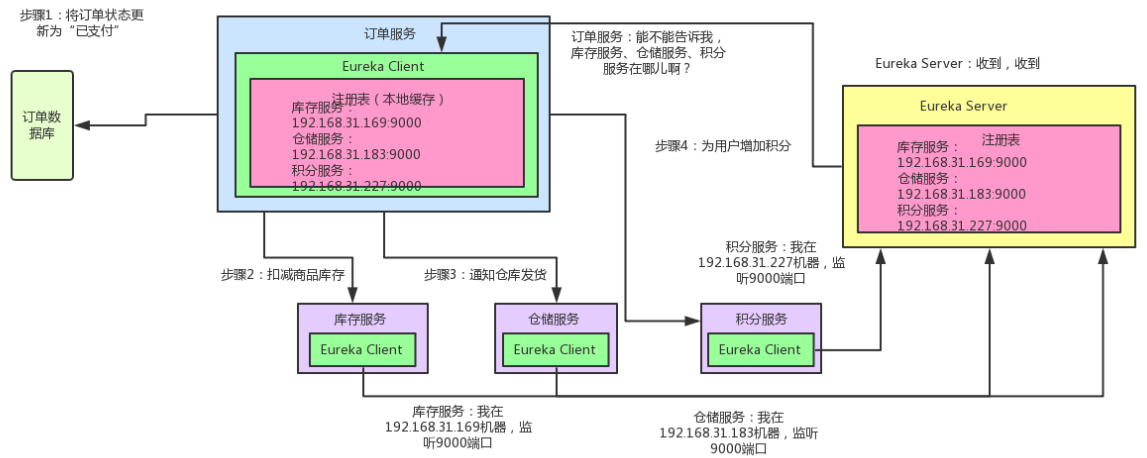 步骤1：将订单状态更
新为“已支付”
订单数
据库
订单服务
Eureka Client
注册表（本地缓存）
库存服务：
192.168.31.169:9000
仓储服务：
192.168.31.183:9000
积分服务：
192.168.31.227:9000
订单服务：能不能告诉我，
库存服务、仓储服务、积分
服务在哪儿啊？
Eureka Server：收到，收到
Eureka Server
注册表
库存服务：
192.168.31.169:9000
仓储服务：
192.168.31.183:9000
积分服务：
192.168.31.227:9000
步骤4：为用户增加积分
步骤2：扣减商品库存
步骤3：通知仓库发货
积分服务：我在
192.168.31.227机器，监
听9000端口
库存服务
Eureka Client
仓储服务
Eureka Client
积分服务
Eureka Client
库存服务：我在
192.168.31.169机器，监
听9000端口
仓储服务：我在
192.168.31.183机器，监听
9000端口